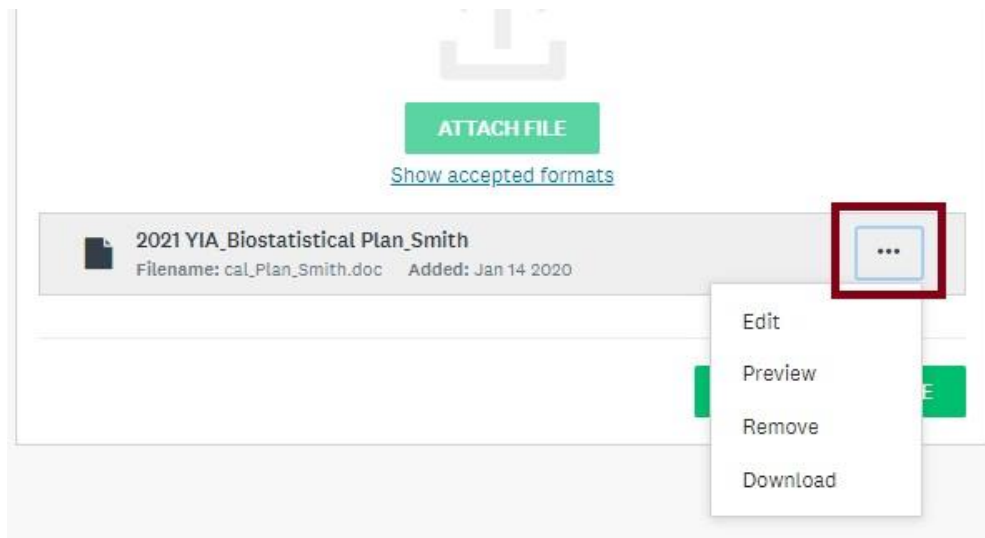 ATTACH FILE
Show accepted formats
2021 YIA_Biostatistical Plan_Smith
Filename: cal_Plan_Smith.doc Added: Jan 14 2020
...
Edit
Preview
Remove
Download